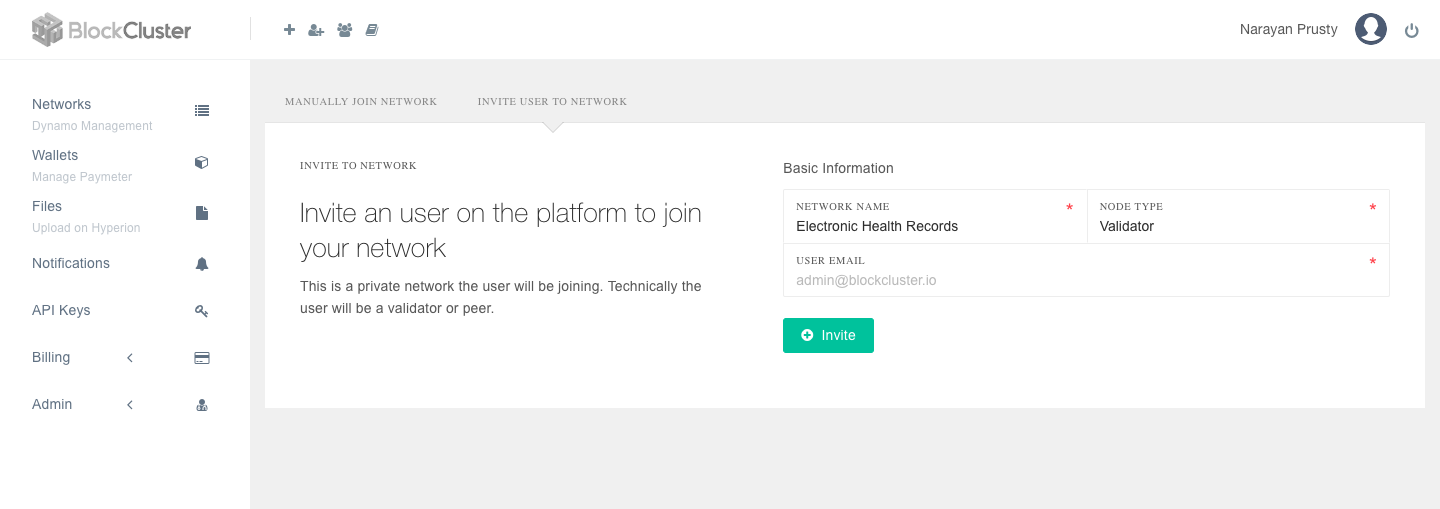 BlockCluster
Narayan Prusty
Networks
Dynamo Management
Wallets
Manage Paymeter
Files
Upload on Hyperion
Notifications
API Keys
Billing
Admin
MANUALLY JOIN NETWORK
INVITE USER TO NETWORK
INVITE TO NETWORK
Invite an user on the platform to join
your network
This is a private network the user will be joining. Technically the
user will be a validator or peer.
Basic Information
NETWORK NAME *
Electronic Health Records
NODE TYPE *
Validator
USER EMAIL *
admin@blockcluster.io
Invite